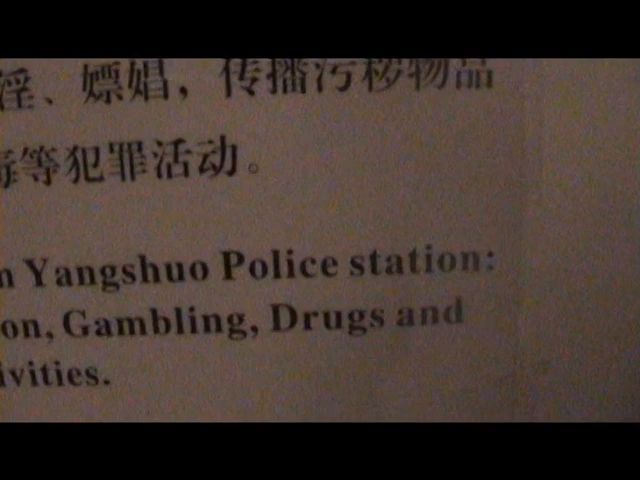 淫、嫖娼，传播污秽物品
毒等犯罪活动。
n Yangshuo Police station:
on, Gambling, Drugs and
ivities.